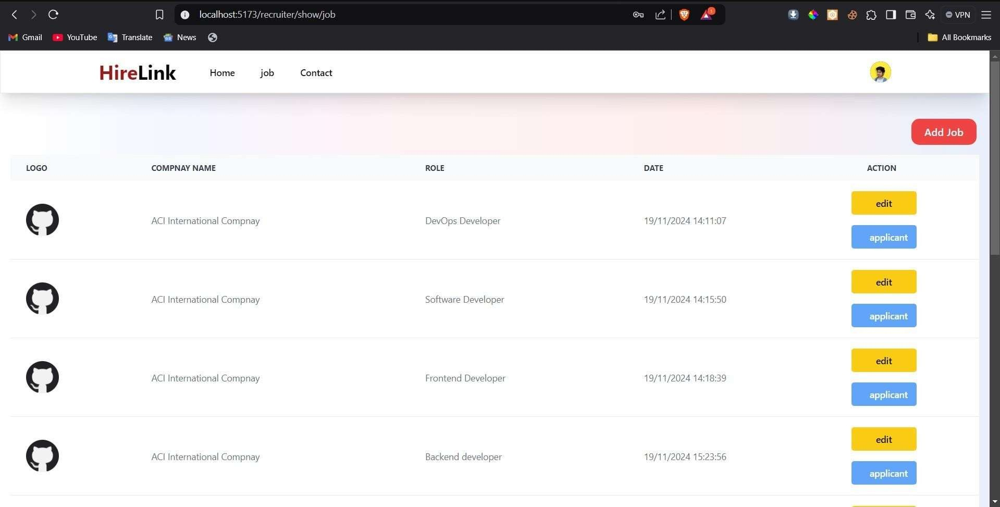 localhost:5173/recruiter/show/job
1
VPN
Gmail YouTube Translate News
All Bookmarks
HireLink Home job Contact
Add Job
LOGO COMPNAY NAME ROLE DATE ACTION
edit
ACI International Compnay DevOps Developer 19/11/2024 14:11:07
applicant
edit
ACI International Compnay Software Developer 19/11/2024 14:15:50
applicant
edit
ACI International Compnay Frontend Developer 19/11/2024 14:18:39
applicant
edit
ACI International Compnay Backend developer 19/11/2024 15:23:56
applicant